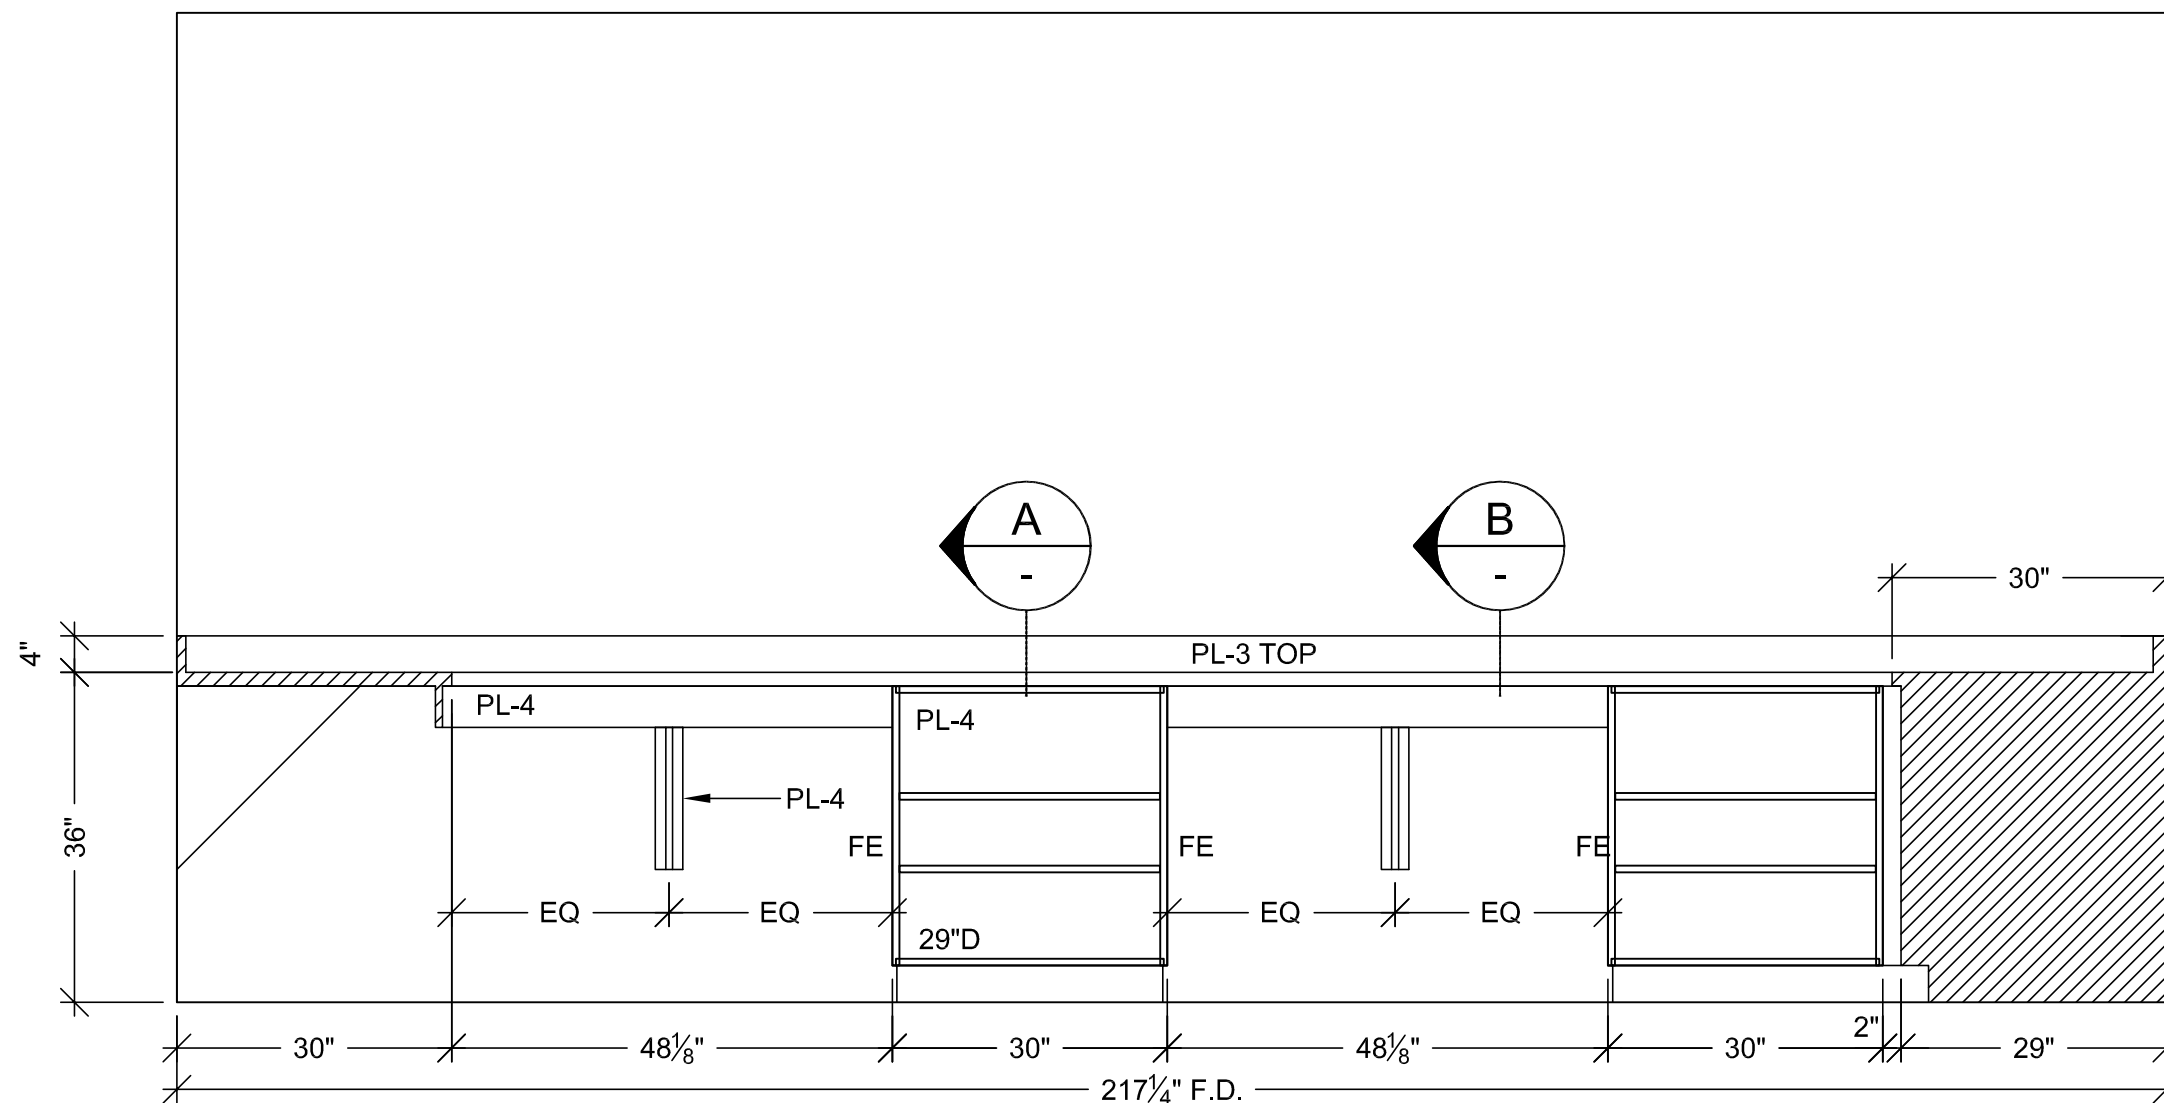 A
-
B
-
30"
4"
PL-3 TOP
PL-4
PL-4
PL-4
36"
FE
FE
FE
EQ
EQ
EQ
EQ
29"D
2"
30"
48⅛"
30"
48⅛"
30"
29"
217¼" F.D.